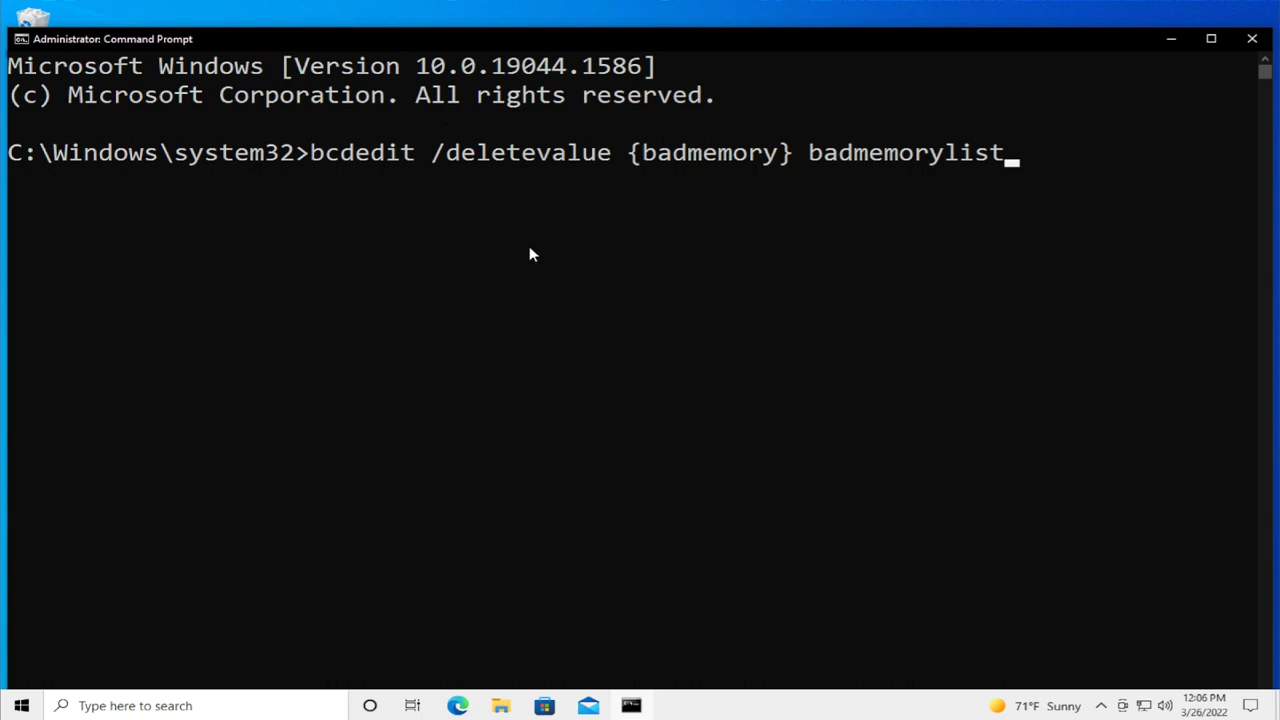 Administrator: Command Prompt
Microsoft Windows [Version 10.0.19044.1586]
(c) Microsoft Corporation. All rights reserved.
C:\Windows\system32>bcdedit /deletevalue {badmemory} badmemorylist
Type here to search
71°F Sunny
12:06 PM
3/26/2022